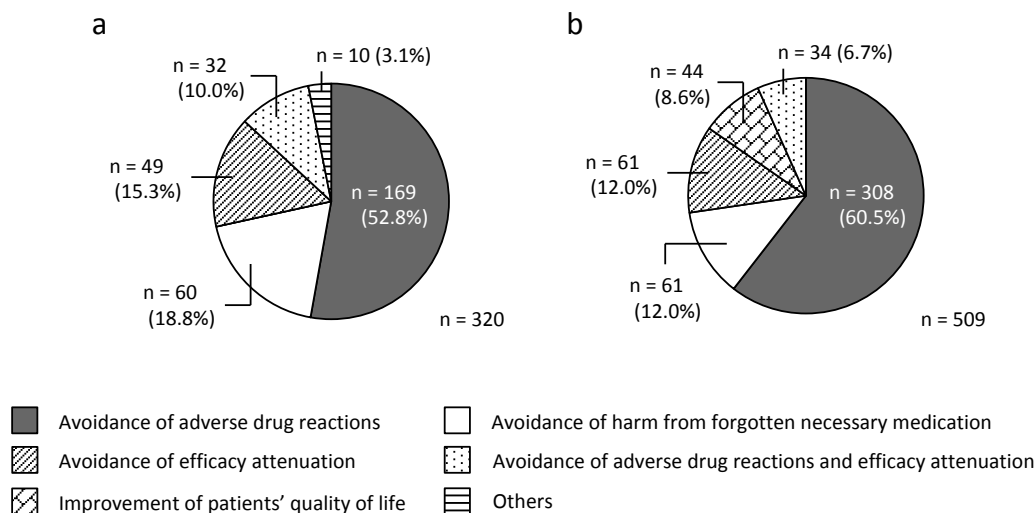 a
n = 10 (3.1%)
n = 32
(10.0%)
n = 49
(15.3%)
n = 169
(52.8%)
n = 60
(18.8%)
n = 320
b
n = 34 (6.7%)
n = 44
(8.6%)
n = 61
(12.0%)
n = 308
(60.5%)
n = 61
(12.0%)
n = 509
Avoidance of adverse drug reactions
Avoidance of harm from forgotten necessary medication
Avoidance of efficacy attenuation
Avoidance of adverse drug reactions and efficacy attenuation
Improvement of patients’ quality of life
Others